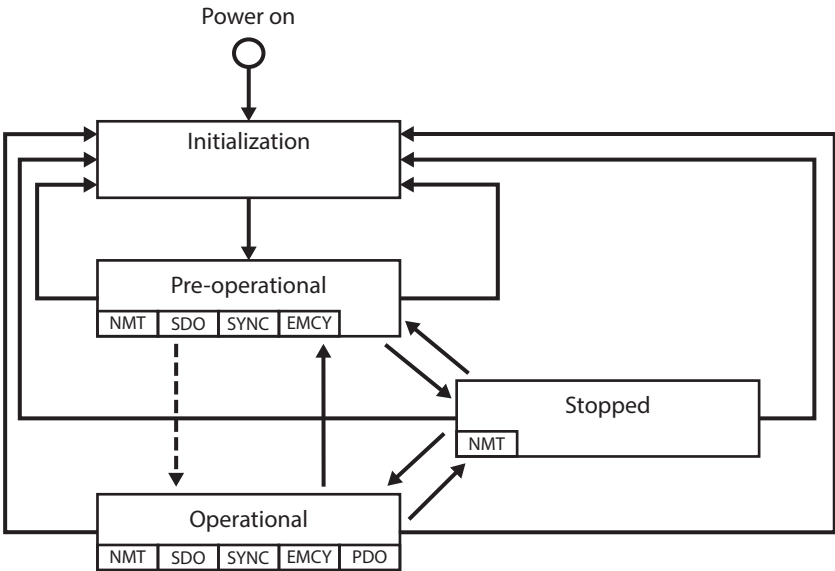 Power on
Initialization
Pre-operational
NMT SDO SYNC EMCY
Stopped
NMT
Operational
NMT SDO SYNC EMCY PDO